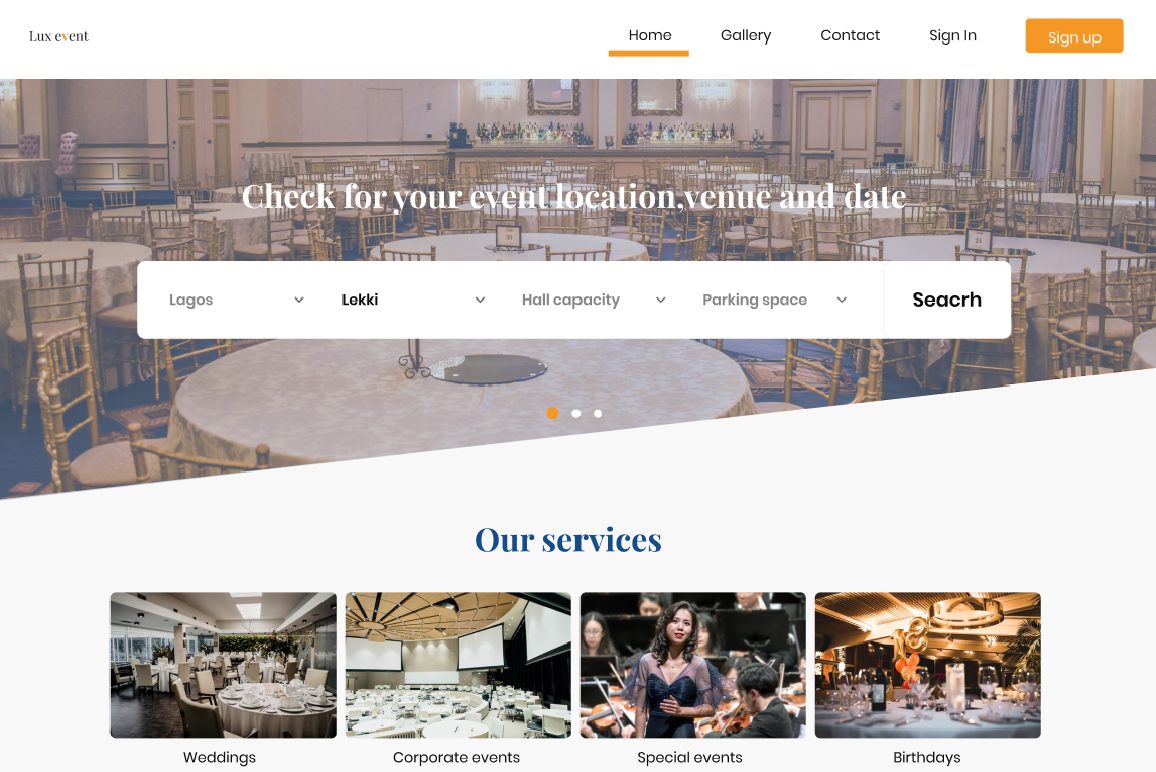 Lux event
Home Gallery Contact Sign In Sign up
Check for your event location,venue and date
Lagos Lekki Hall capacity Parking space Seacrh
Our services
Weddings Corporate events Special events Birthdays